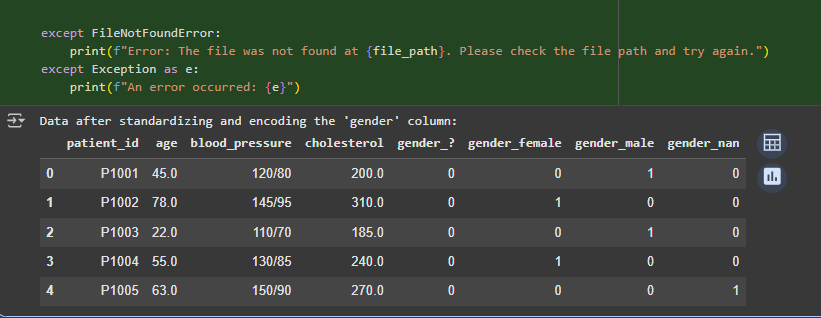 except FileNotFoundError:
print(f"Error: The file was not found at {file_path}. Please check the file path and try again.")
except Exception as e:
print(f"An error occurred: {e}")
Data after standardizing and encoding the 'gender' column:
patient_id age blood_pressure cholesterol gender_? gender_female gender_male gender_nan
0 P1001 45.0 120/80 200.0 0 0 1 0
1 P1002 78.0 145/95 310.0 0 1 0 0
2 P1003 22.0 110/70 185.0 0 0 1 0
3 P1004 55.0 130/85 240.0 0 1 0 0
4 P1005 63.0 150/90 270.0 0 0 0 1